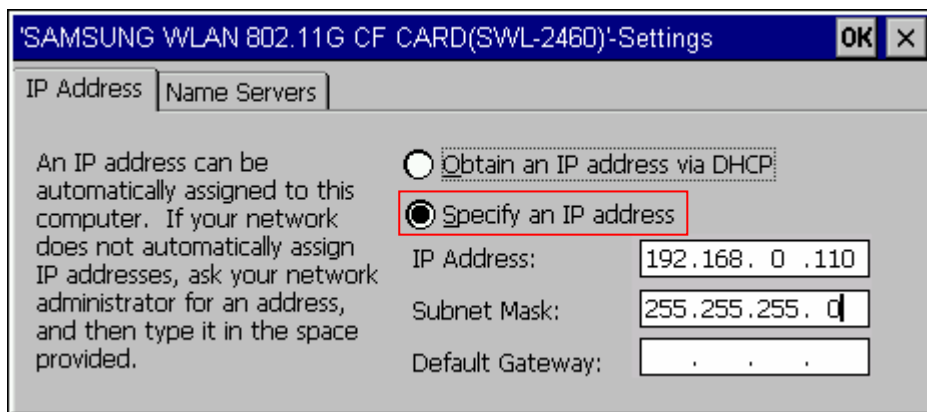 'SAMSUNG WLAN 802.11G CF CARD(SWL-2460)'-Settings OK ×
IP Address Name Servers
An IP address can be
automatically assigned to this
computer. If your network
does not automatically assign
IP addresses, ask your network
administrator for an address,
and then type it in the space
provided.
Obtain an IP address via DHCP
Specify an IP address
IP Address: 192.168. 0 .110
Subnet Mask: 255.255.255. 0
Default Gateway: . . .